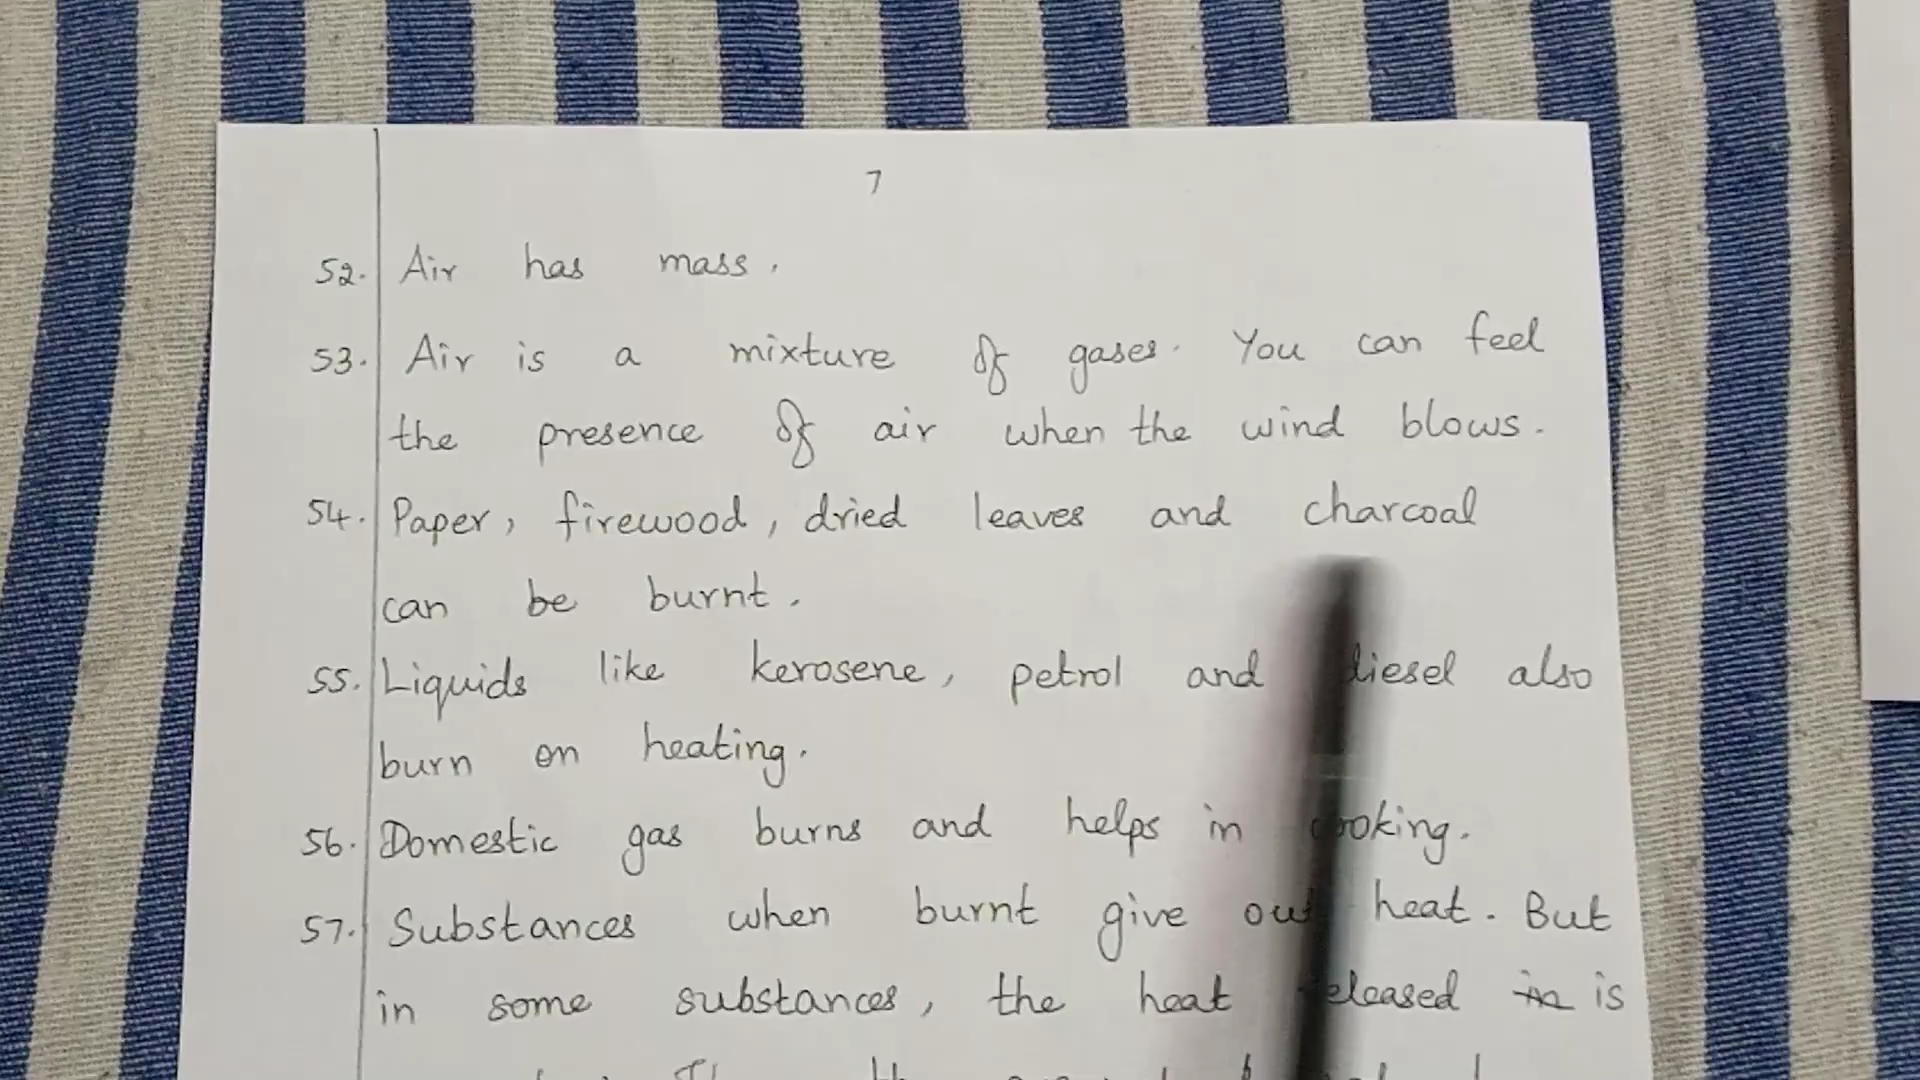 7
52. Air has mass.
53. Air is a mixture of gases. You can feel
the presence of air when the wind blows.
54. Paper, firewood, dried leaves and charcoal
can be burnt.
55. Liquids like kerosene, petrol and diesel also
burn on heating.
56. Domestic gas burns and helps in cooking.
57. Substances when burnt give out heat. But
in some substances, the heat released in is